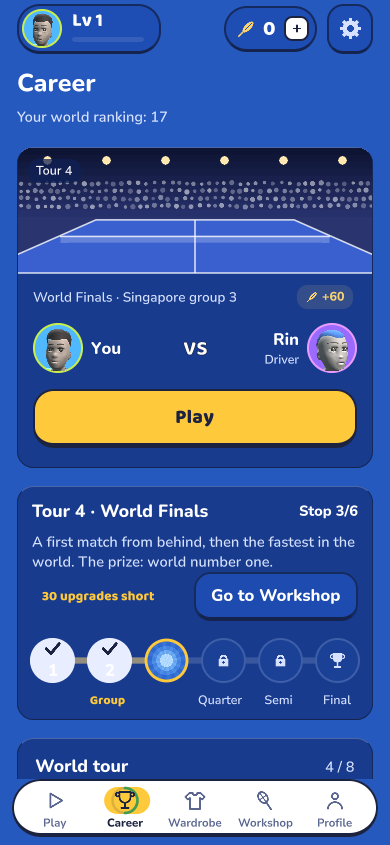 Lv 1
0
+
Career
Your world ranking: 17
Tour 4
World Finals · Singapore group 3
+60
You
VS
Rin
Driver
Play
Tour 4 · World Finals
Stop 3/6
A first match from behind, then the fastest in the
world. The prize: world number one.
30 upgrades short
Go to Workshop
1
2
Group
Quarter
Semi
Final
World tour
4 / 8
Play
Career
Wardrobe
Workshop
Profile